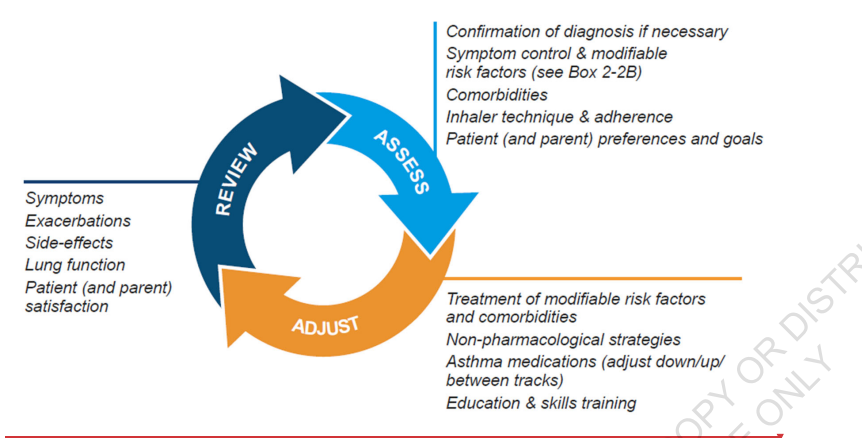 Confirmation of diagnosis if necessary
Symptom control & modifiable
risk factors (see Box 2-2B)
Comorbidities
Inhaler technique & adherence
Patient (and parent) preferences and goals
ASSESS
REVIEW
Symptoms
Exacerbations
Side-effects
Lung function
Patient (and parent)
satisfaction
ADJUST
Treatment of modifiable risk factors
and comorbidities
Non-pharmacological strategies
Asthma medications (adjust down/up/
between tracks)
Education & skills training
OR
ONLY